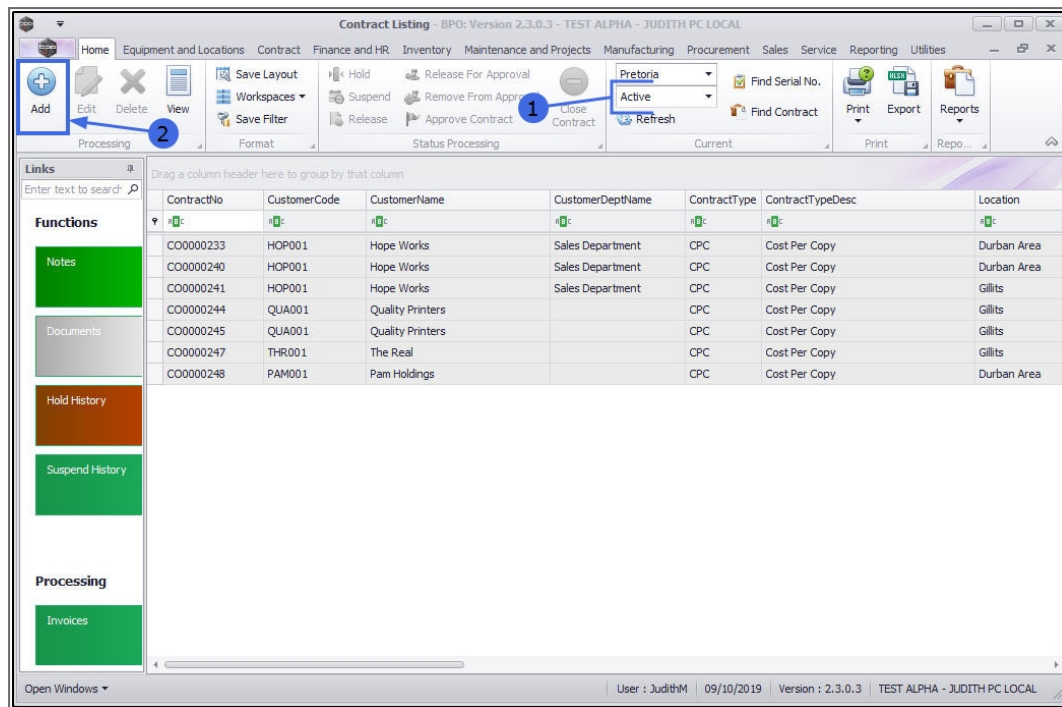 Contract Listing - BPO: Version 2.3.0.3 - TEST ALPHA - JUDITH PC LOCAL
Home Equipment and Locations Contract Finance and HR Inventory Maintenance and Projects Manufacturing Procurement Sales Service Reporting Utilities
Add Edit Delete View
Save Layout
Workspaces
Save Filter
Hold
Suspend
Release
Release For Approval
Remove From Appro
Approve Contract
Close
Contract
Pretoria
Active
Refresh
Find Serial No.
Find Contract
Print Export Reports
1
2
Processing Format Status Processing Current Print Repo...
Links
Enter text to search
Drag a column header here to group by that column
ContractNo CustomerCode CustomerName CustomerDeptName ContractType ContractTypeDesc Location
CO0000233 HOP001 Hope Works Sales Department CPC Cost Per Copy Durban Area
CO0000240 HOP001 Hope Works Sales Department CPC Cost Per Copy Durban Area
CO0000241 HOP001 Hope Works Sales Department CPC Cost Per Copy Gillits
CO0000244 QUA001 Quality Printers CPC Cost Per Copy Gillits
CO0000245 QUA001 Quality Printers CPC Cost Per Copy Gillits
CO0000247 THR001 The Real CPC Cost Per Copy Gillits
CO0000248 PAM001 Pam Holdings CPC Cost Per Copy Durban Area
Functions
Notes
Documents
Hold History
Suspend History
Processing
Invoices
Open Windows
User : JudithM 09/10/2019 Version : 2.3.0.3 TEST ALPHA - JUDITH PC LOCAL